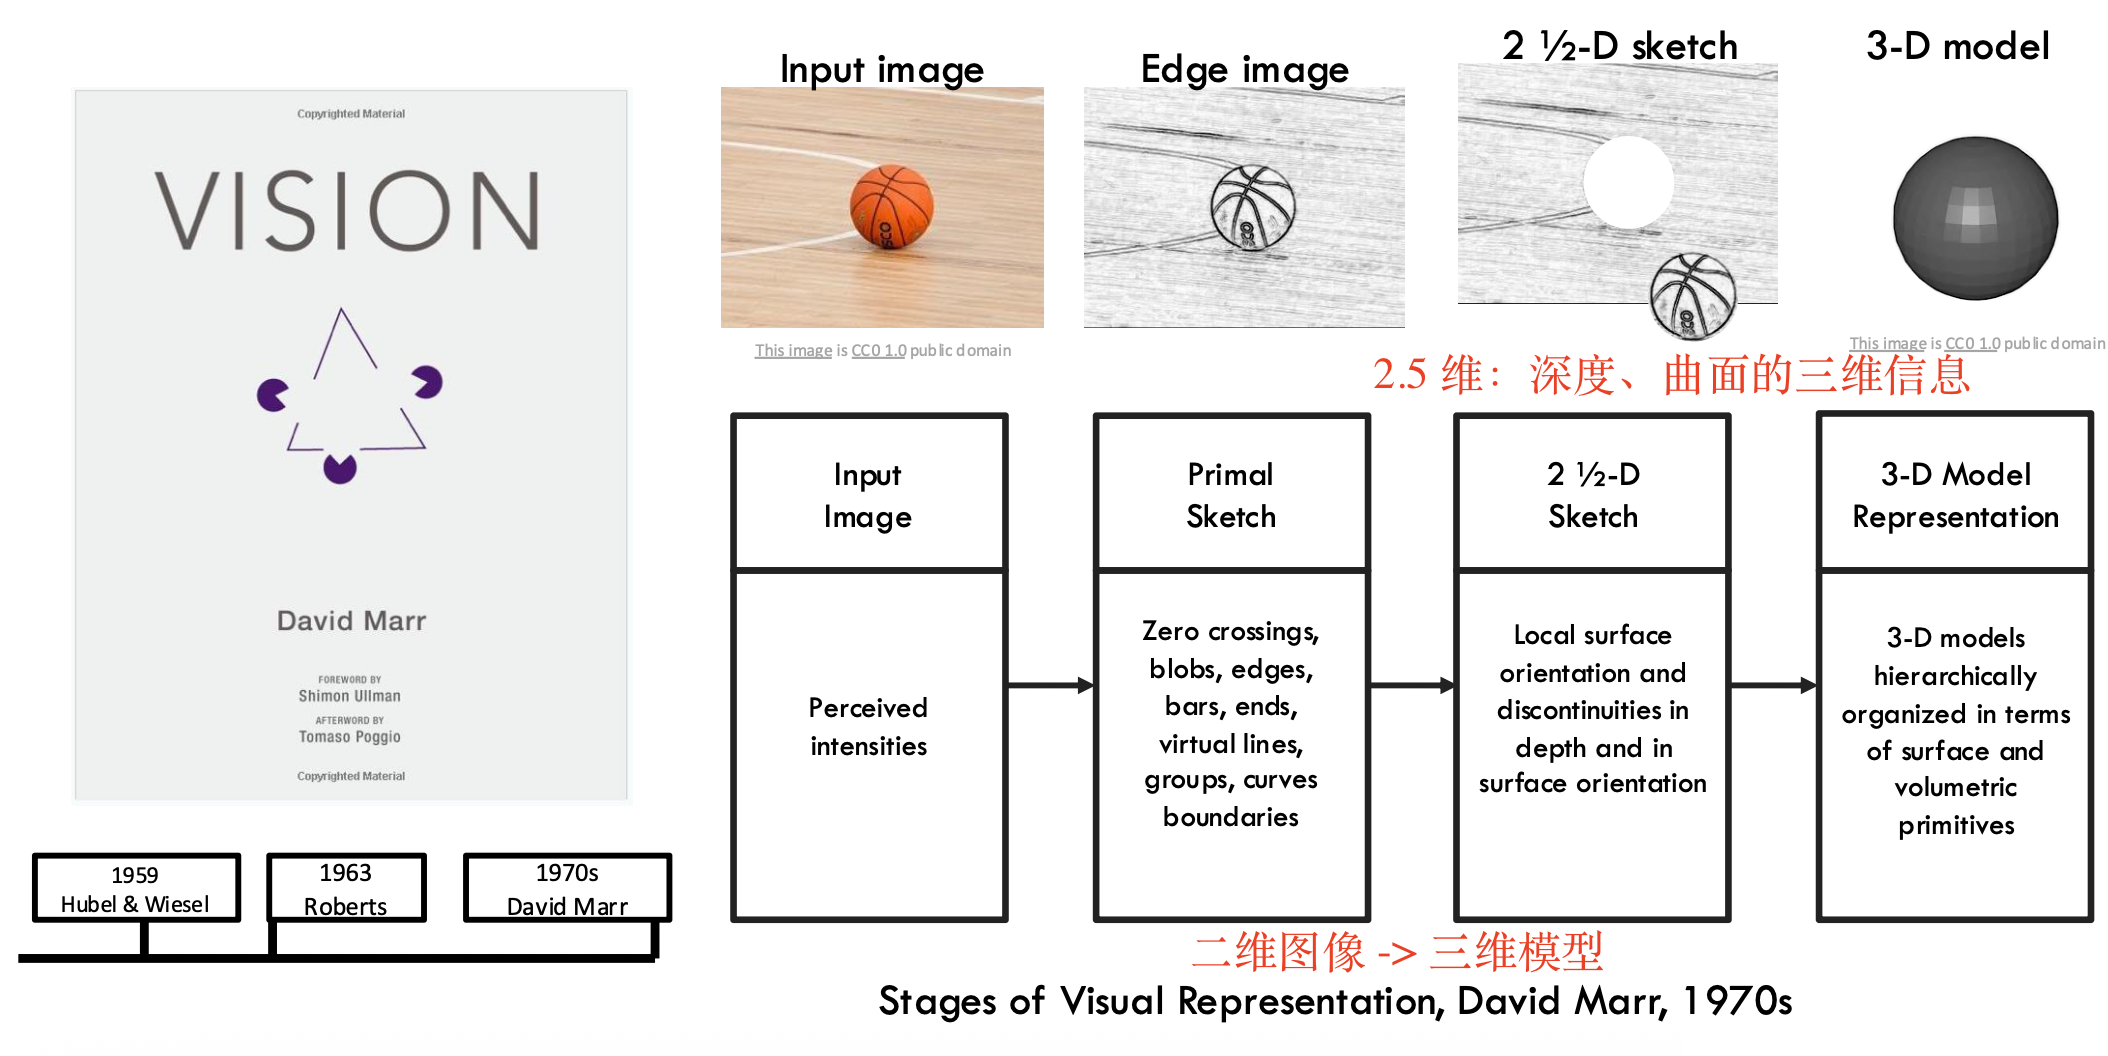 Copyrighted Material
VISION
David Marr
FOREWORD BY
Shimon Ullman
AFTERWORD BY
Tomaso Poggio
Copyrighted Material
1959
Hubel & Wiesel
1963
Roberts
1970s
David Marr
Input image
Edge image
2 ½-D sketch
3-D model
This image is CC0 1.0 public domain
This image is CC0 1.0 public domain
2.5 维：深度、曲面的三维信息
Input
Image
Perceived
intensities
Primal
Sketch
Zero crossings,
blobs, edges,
bars, ends,
virtual lines,
groups, curves
boundaries
2 ½-D
Sketch
Local surface
orientation and
discontinuities in
depth and in
surface orientation
3-D Model
Representation
3-D models
hierarchically
organized in terms
of surface and
volumetric
primitives
二维图像 -> 三维模型
Stages of Visual Representation, David Marr, 1970s